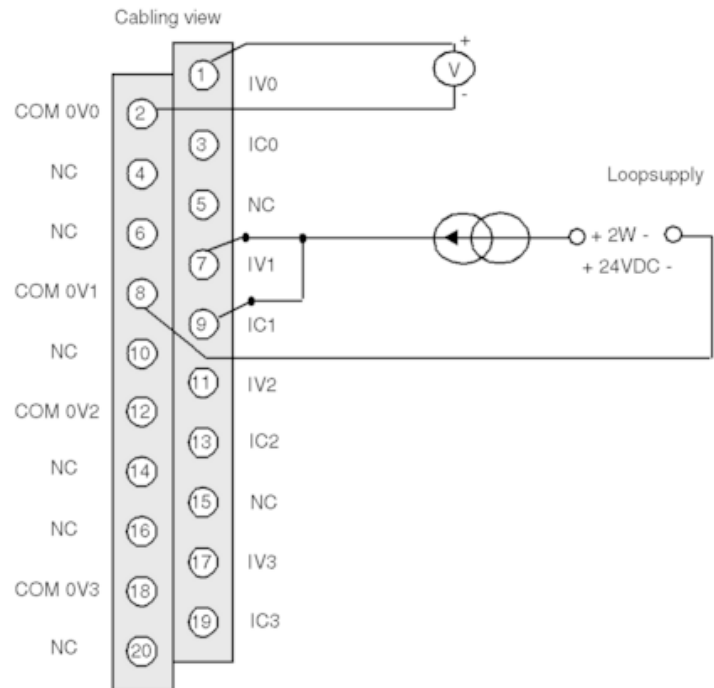 Cabling view
1 IV0
+
V
-
COM 0V0 2
3 IC0
NC 4
5 NC
Loopsupply
NC 6
7 IV1
+ 2W -
+ 24VDC -
COM 0V1 8
9 IC1
NC 10
11 IV2
COM 0V2 12
13 IC2
NC 14
15 NC
NC 16
17 IV3
COM 0V3 18
19 IC3
NC 20